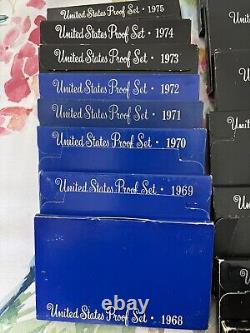 United States Proof Set · 1975
United States Proof Set · 1974
United States Proof Set · 1973
United States Proof Set · 1972
United States Proof Set · 1971
United States Proof Set · 1970
United States Proof Set · 1969
United States Proof Set · 1968